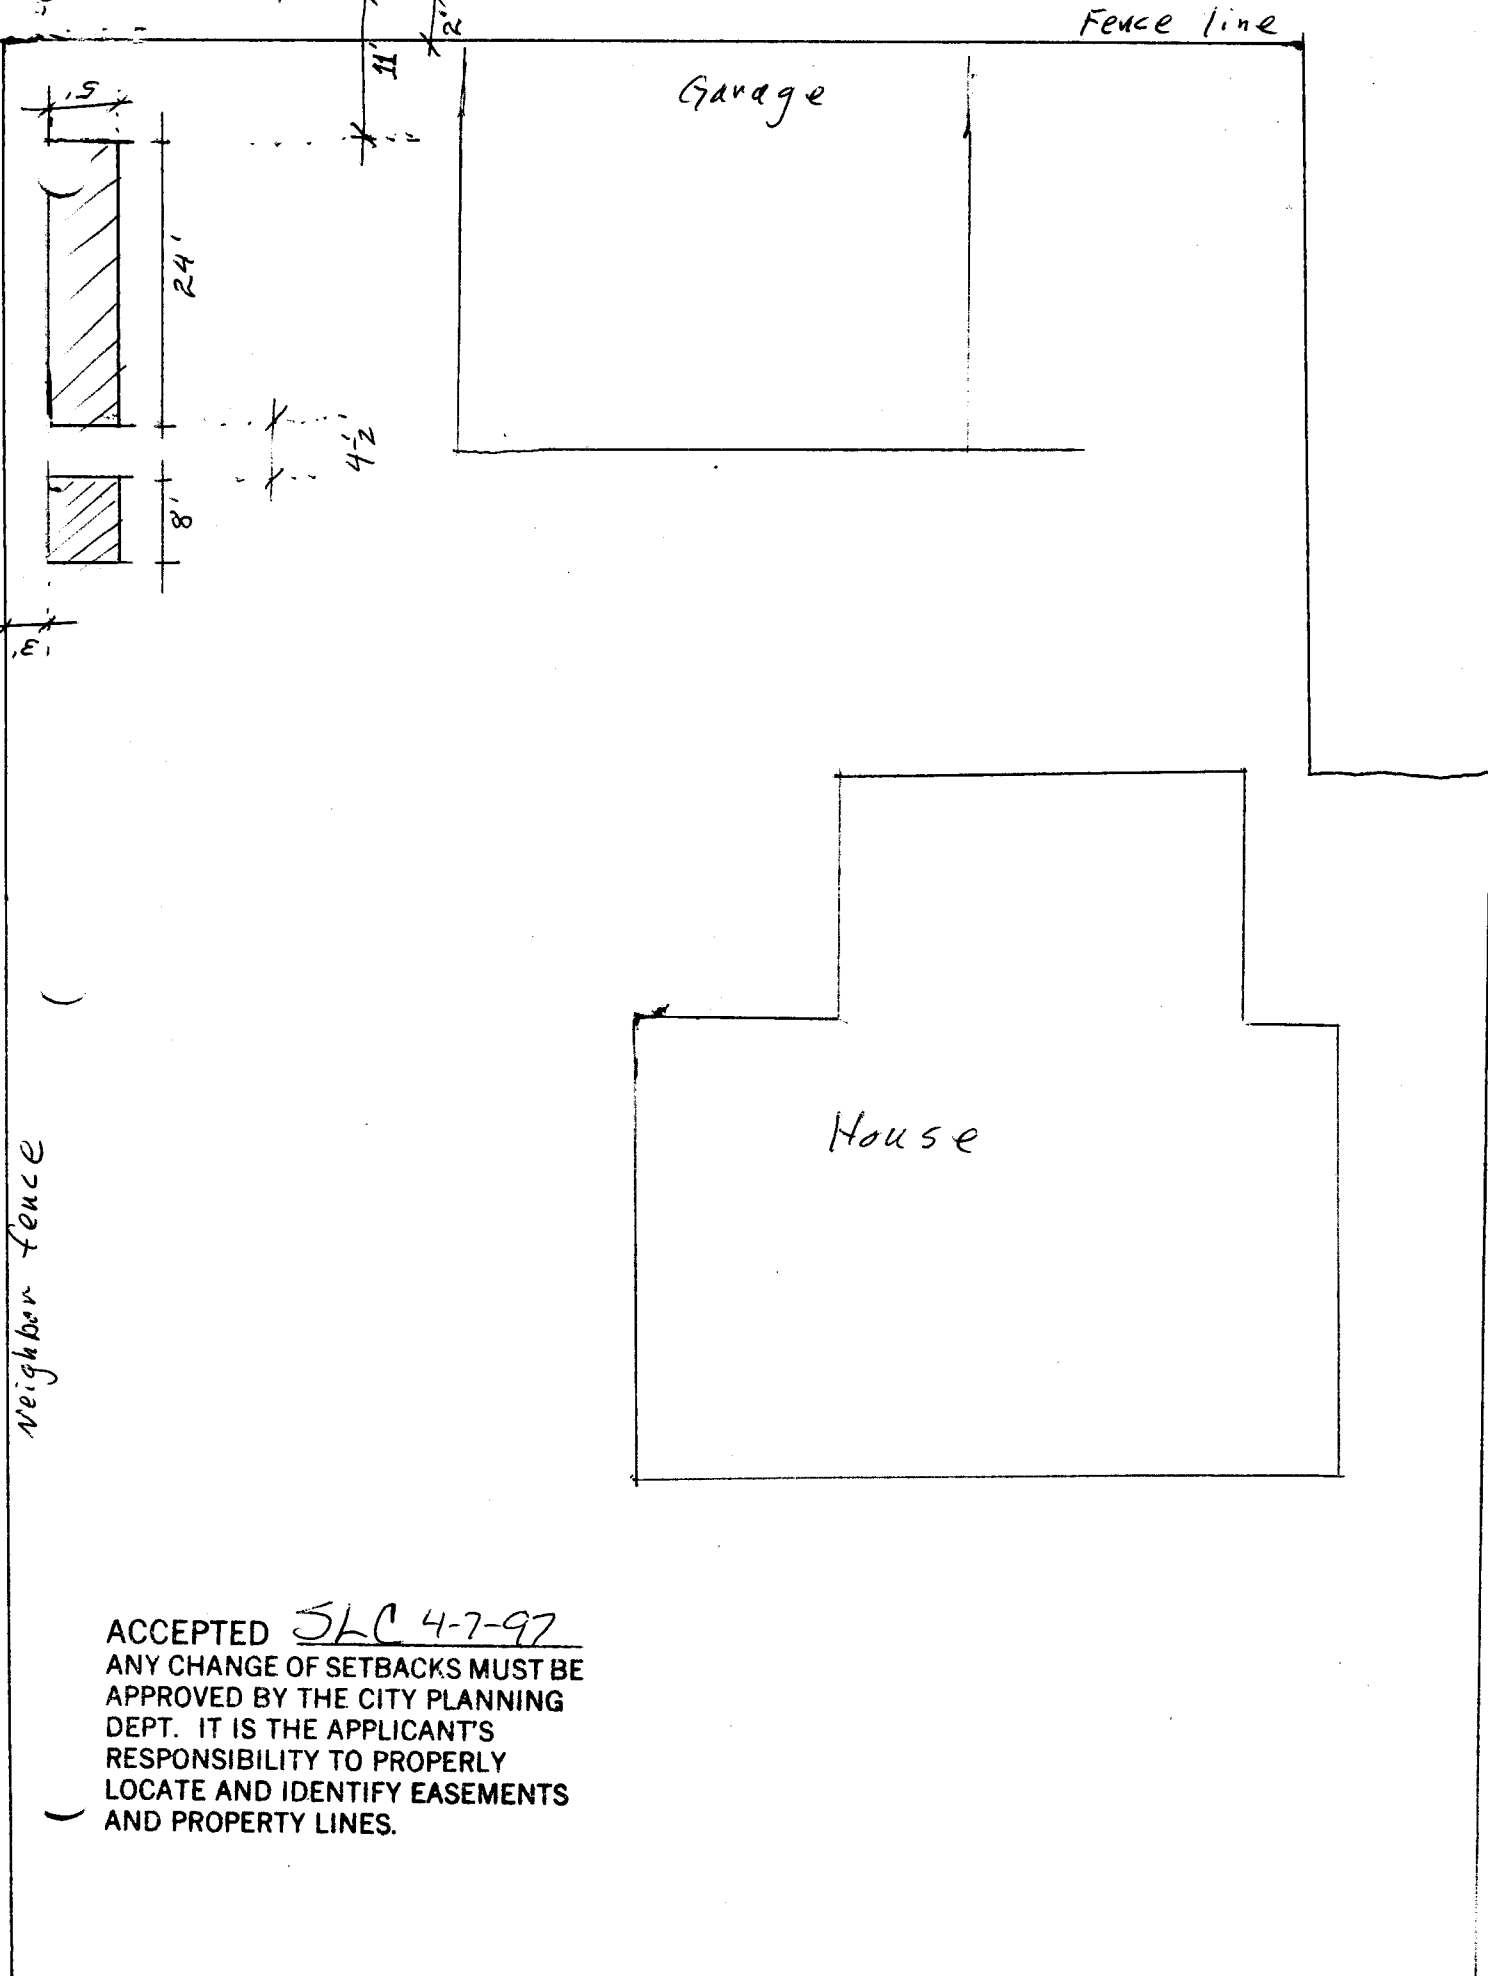 Fence line
2'
11'
Garage
5'
24'
4'-2
8'
3'
House
Neighbor fence
ACCEPTED SLC 4-7-97
ANY CHANGE OF SETBACKS MUST BE
APPROVED BY THE CITY PLANNING
DEPT. IT IS THE APPLICANT'S
RESPONSIBILITY TO PROPERLY
LOCATE AND IDENTIFY EASEMENTS
AND PROPERTY LINES.